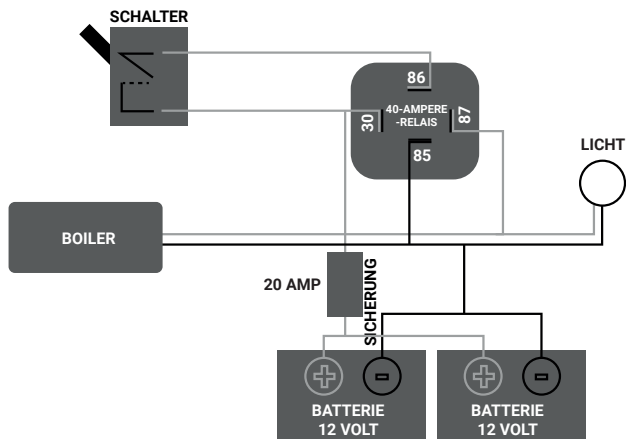 SCHALTER
86
40-AMPERE
-RELAIS
30
87
85
LICHT
BOILER
20 AMP
SICHERUNG
BATTERIE
12 VOLT
BATTERIE
12 VOLT